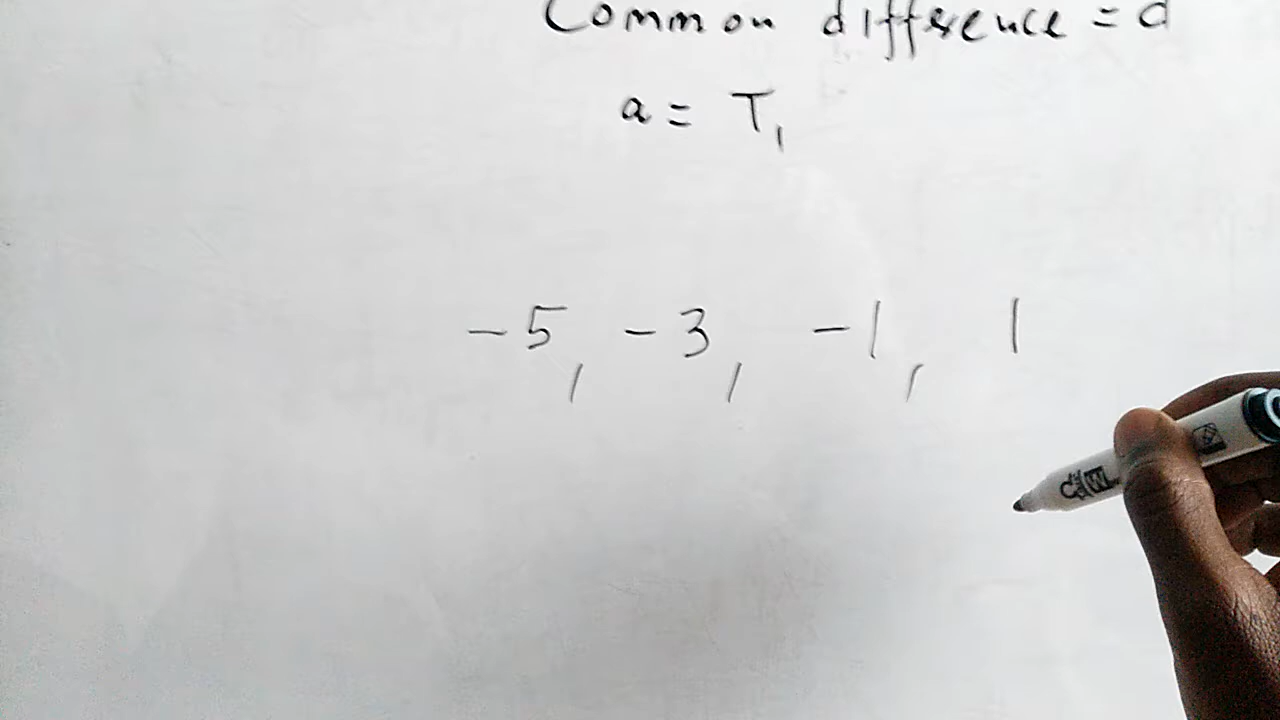 Common difference = d
a = T₁
-5, -3, -1, 1